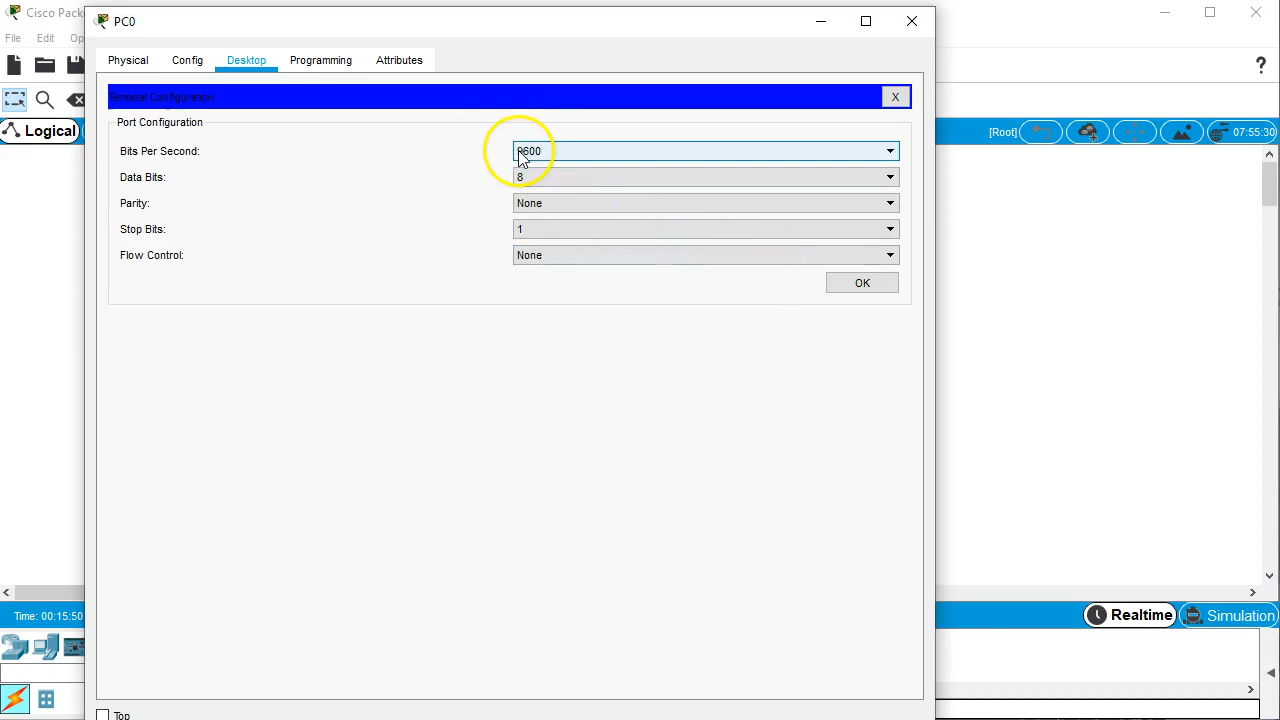 Cisco Pack
PC0
File Edit Op
Physical Config Desktop Programming Attributes
?
Terminal Configuration
X
Port Configuration
Logical
[Root]
07:55:30
Bits Per Second:
9600
Data Bits:
8
Parity:
None
Stop Bits:
1
Flow Control:
None
OK
Time: 00:15:50
Realtime
Simulation
Top